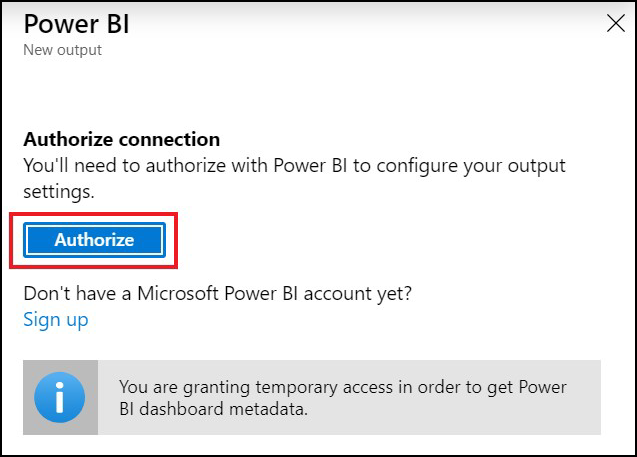 Power BI
New output
Authorize connection
You'll need to authorize with Power BI to configure your output
settings.
Authorize
Don't have a Microsoft Power BI account yet?
Sign up
You are granting temporary access in order to get Power
BI dashboard metadata.